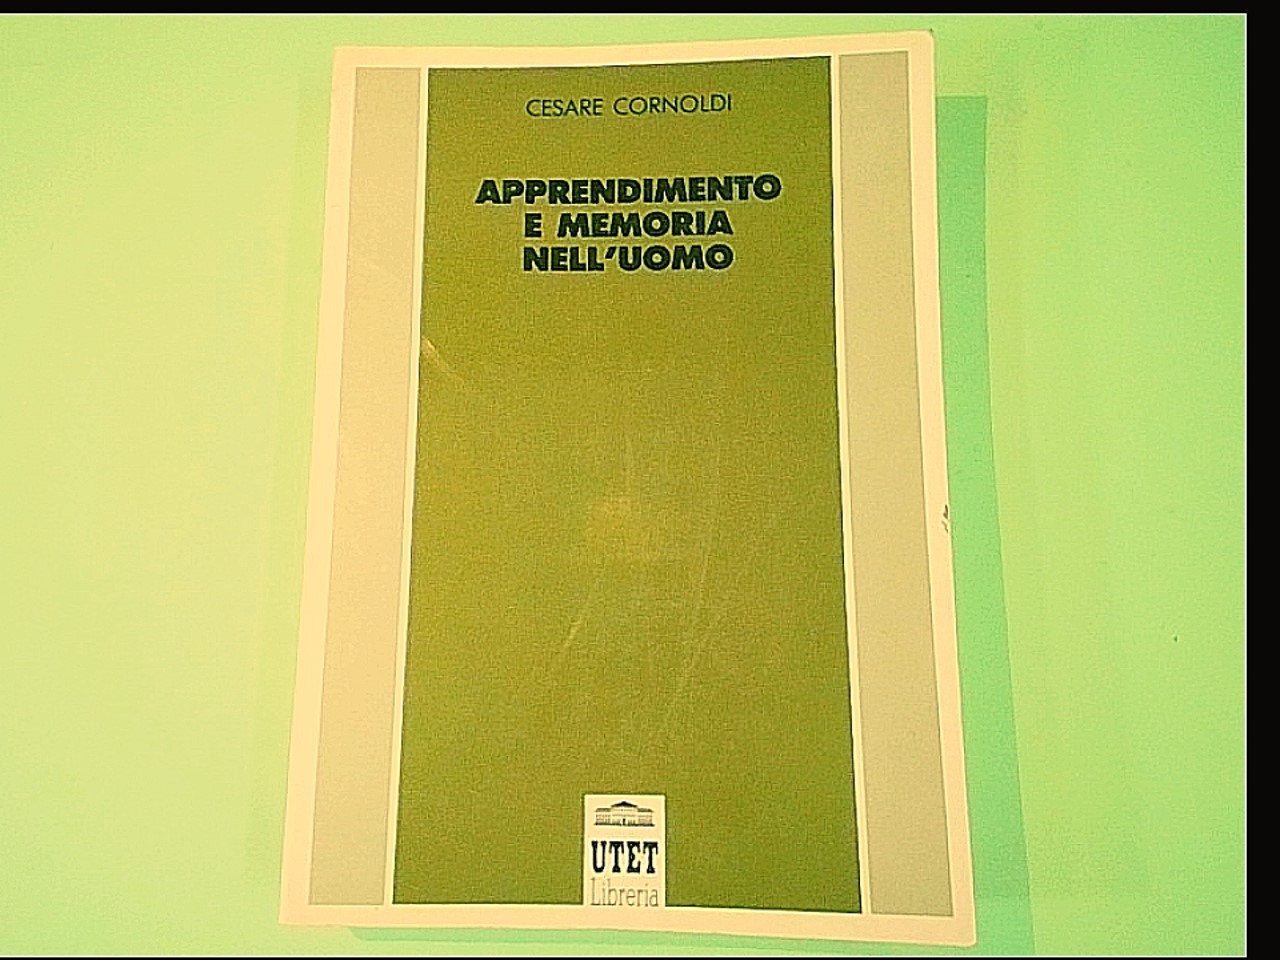 CESARE CORNOLDI
APPRENDIMENTO
E MEMORIA
NELL'UOMO
UTET
Libreria